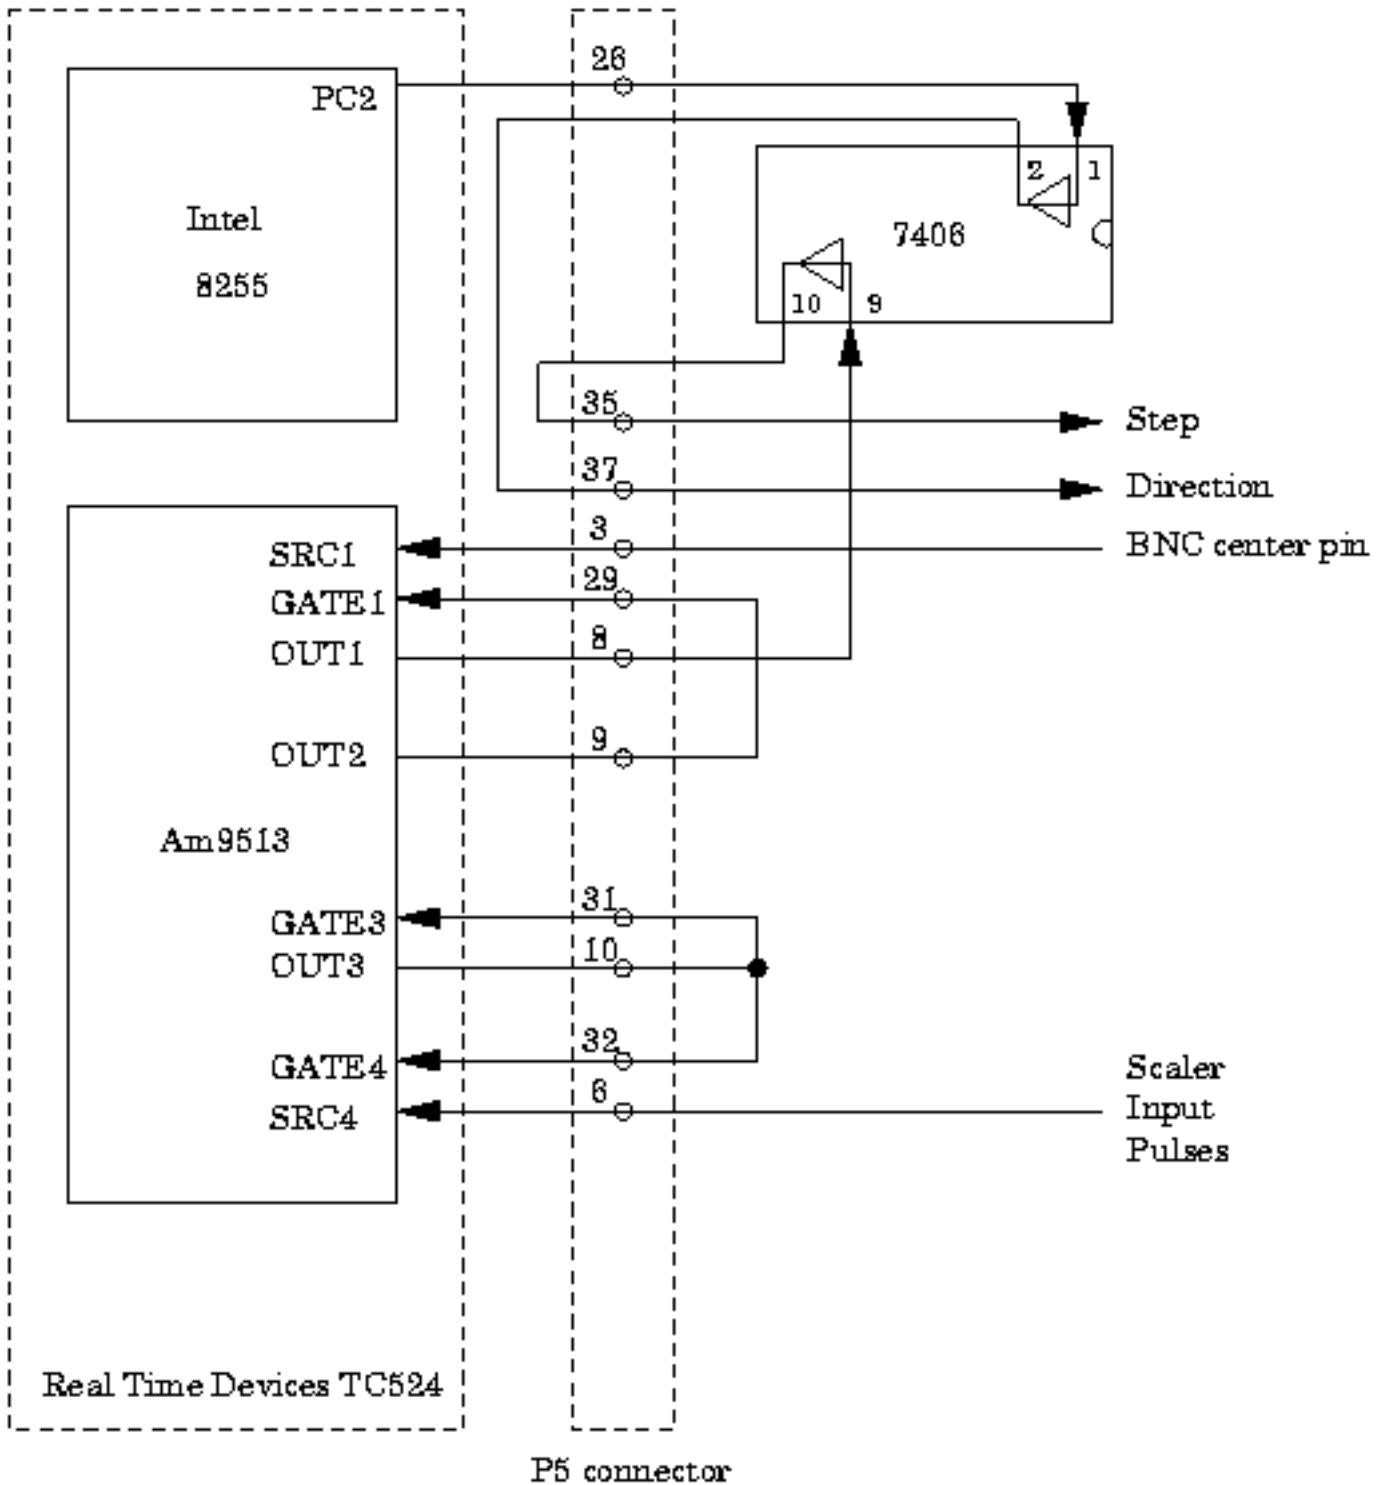 26
PC2
2 1
Intel
7406
8255
10 9
35 Step
37 Direction
3 BNC center pin
SRC1
29
GATE1
8
OUT1
9
OUT2
Am9513
31
GATE3
10
OUT3
32
GATE4
Scaler
6
SRC4
Input
Pulses
Real Time Devices TC524
P5 connector